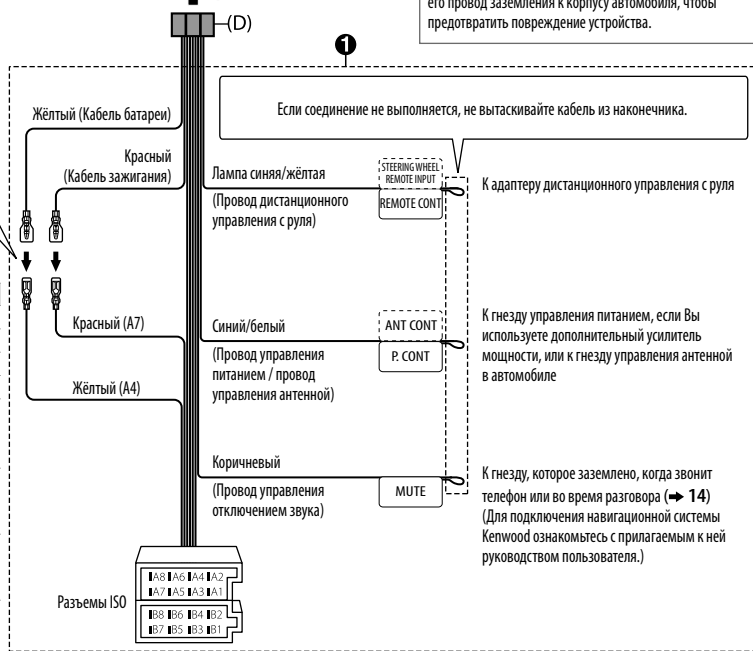 его провод заземления к корпусу автомобиля, чтобы
предотвратить повреждение устройства.
(D)
1
Если соединение не выполняется, не вытаскивайте кабель из наконечника.
Жёлтый (Кабель батареи)
Красный
(Кабель зажигания)
Лампа синяя/жёлтая
(Провод дистанционного
управления с руля)
STEERING WHEEL
REMOTE INPUT
REMOTE CONT
К адаптеру дистанционного управления с руля
Красный (A7)
Жёлтый (A4)
Синий/белый
(Провод управления
питанием / провод
управления антенной)
ANT CONT
P. CONT
К гнезду управления питанием, если Вы
используете дополнительный усилитель
мощности, или к гнезду управления антенной
в автомобиле
Коричневый
(Провод управления
отключением звука)
MUTE
К гнезду, которое заземлено, когда звонит
телефон или во время разговора (➡ 14)
(Для подключения навигационной системы
Kenwood ознакомьтесь с прилагаемым к ней
руководством пользователя.)
Разъемы ISO
A8 A6 A4 A2
A7 A5 A3 A1
B8 B6 B4 B2
B7 B5 B3 B1